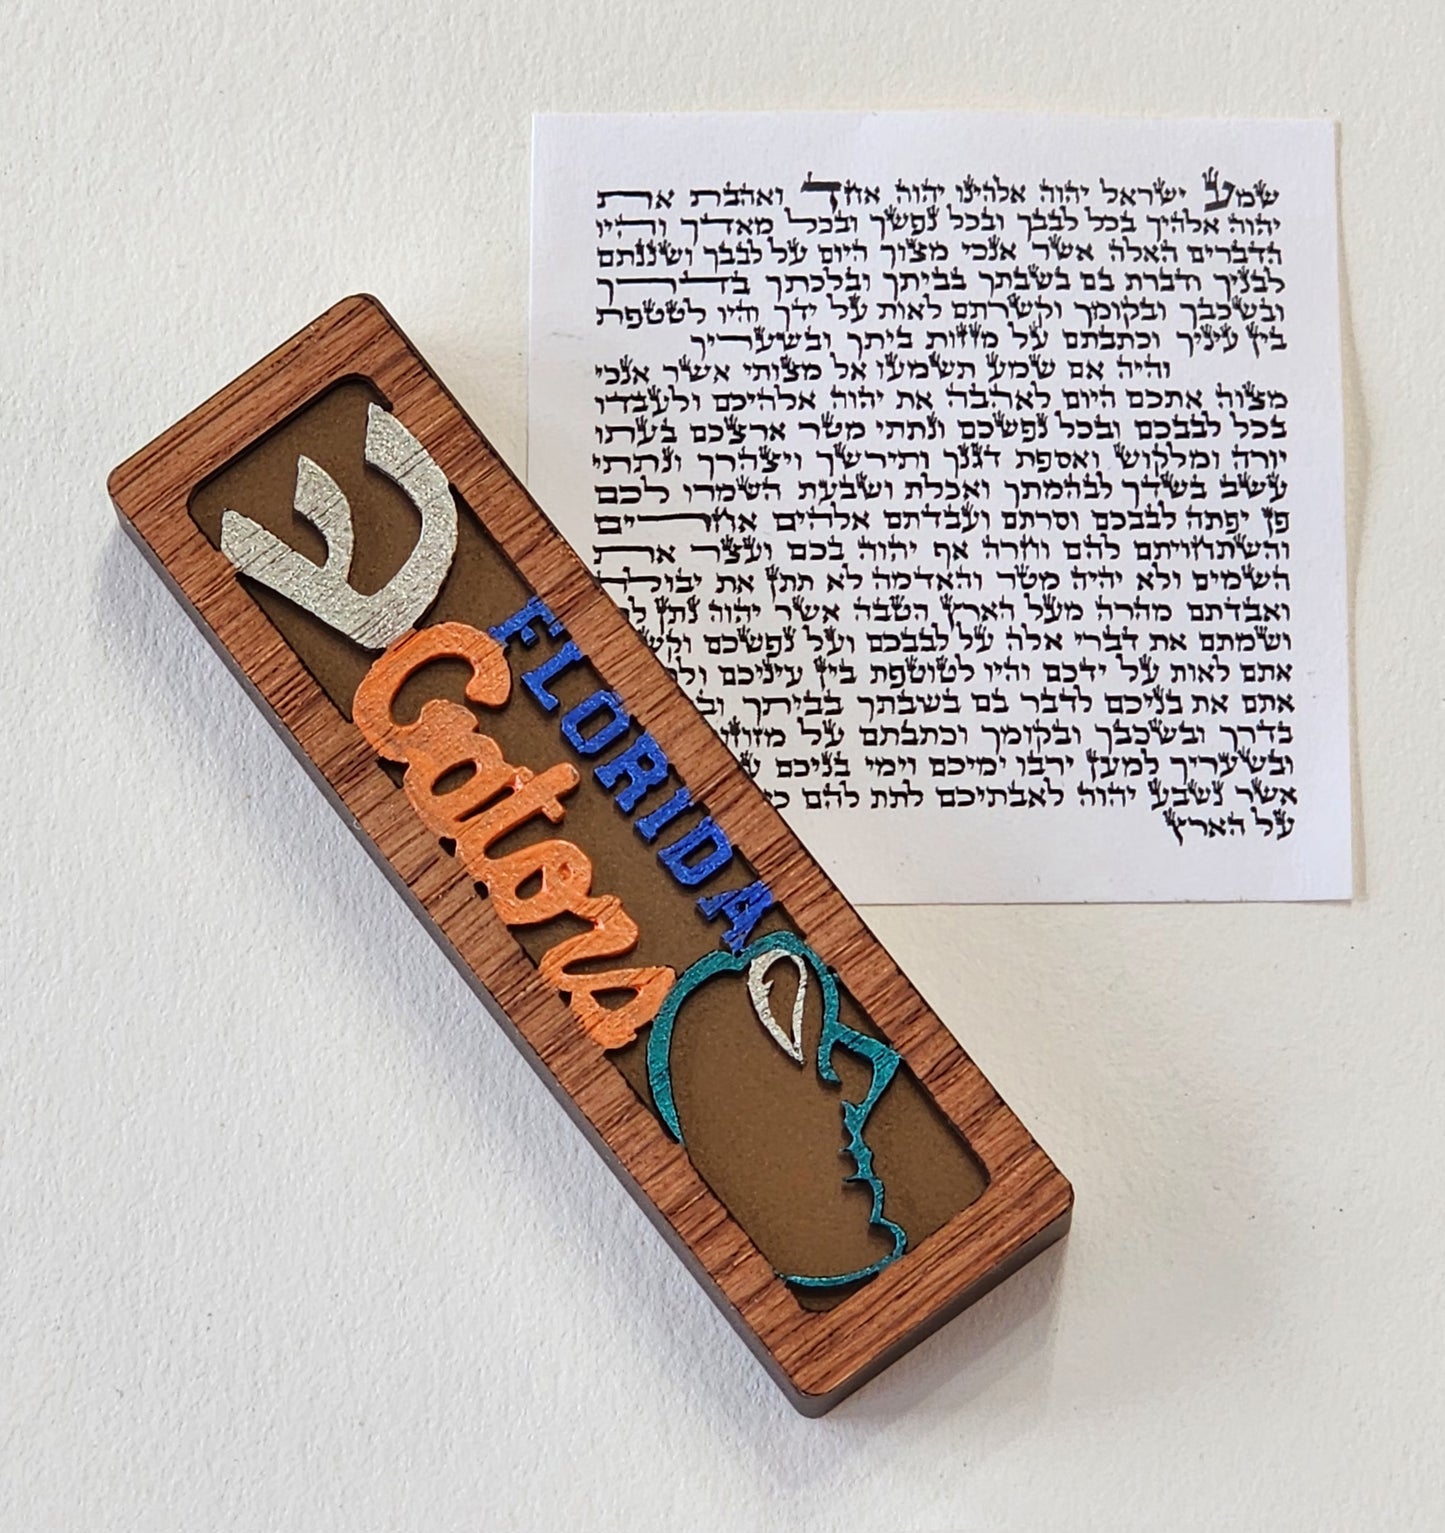 שמע ישראל יהוה אלהינו יהוה אחד ואהבת את
יהוה אלהיך בכל לבבך ובכל נפשך ובכל מאדך והיו
הדברים האלה אשר אנכי מצוך היום על לבבך ושננתם
לבניך ודברת בם בשבתך בביתך ובלכתך בדרך
ובשכבך ובקומך וקשרתם לאות על ידך והיו לטטפת
בין עיניך וכתבתם על מזזות ביתך ובשעריך
והיה אם שמע תשמעו אל מצותי אשר אנכי
מצוה אתכם היום לאהבה את יהוה אלהיכם ולעבדו
בכל לבבכם ובכל נפשכם ונתתי מטר ארצכם בעתו
יורה ומלקוש ואספת דגנך ותירשך ויצהרך ונתתי
עשב בשדך לבהמתך ואכלת ושבעת השמרו לכם
פן יפתה לבבכם וסרתם ועבדתם אלהים אחרים
והשתחויתם להם וחרה אף יהוה בכם ועצר את
השמים ולא יהיה מטר והאדמה לא תתן את יבולה
ואבדתם מהרה מעל הארץ הטבה אשר יהוה נתן
ושמתם את דברי אלה על לבבכם ועל נפשכם
אתם לאות על ידכם והיו לטוטפת בין עיניכם
אתם את בניכם לדבר בם בשבתך בביתך
בדרך ובשכבך ובקומך וכתבתם על
ובשעריך למען ירבו ימיכם וימי בניכם
אשר נשבע יהוה לאבתיכם לתת להם
על הארץ
ש
FLORIDA
Gators